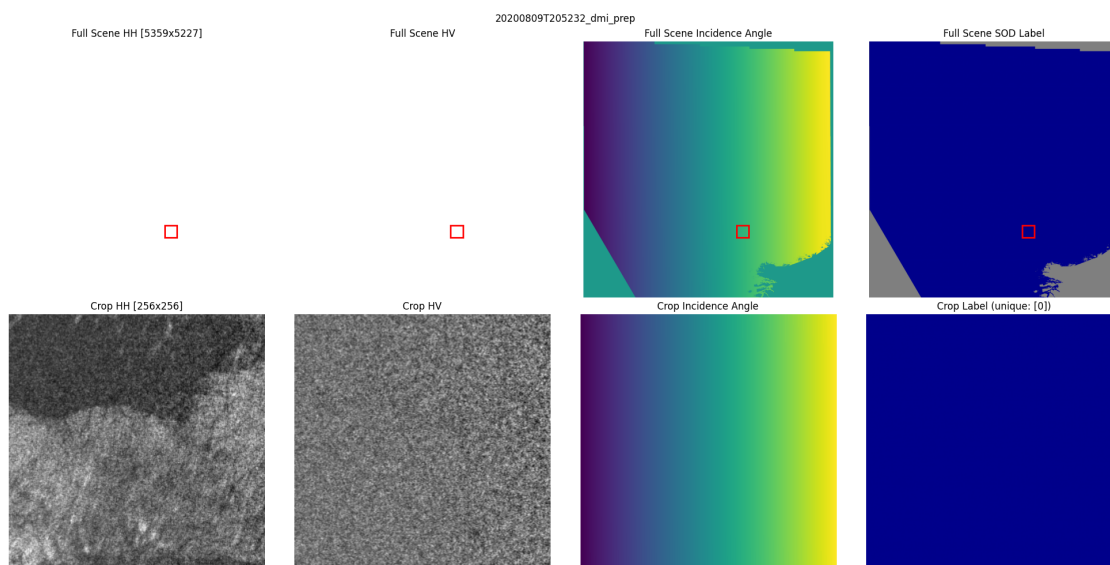 20200809T205232_dmi_prep
Full Scene HH [5359x5227]
Full Scene HV
Full Scene Incidence Angle
Full Scene SOD Label
Crop HH [256x256]
Crop HV
Crop Incidence Angle
Crop Label (unique: [0])